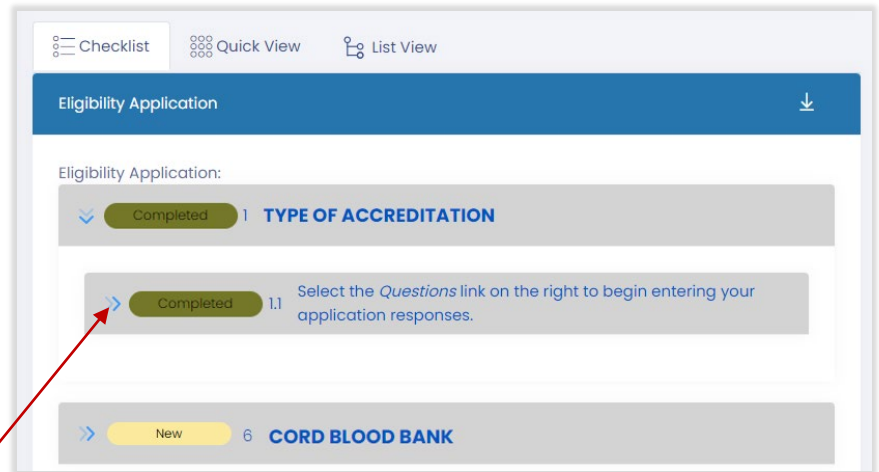 Checklist Quick View List View
Eligibility Application
Eligibility Application:
Completed 1 TYPE OF ACCREDITATION
Completed 1.1 Select the Questions link on the right to begin entering your
application responses.
New 6 CORD BLOOD BANK